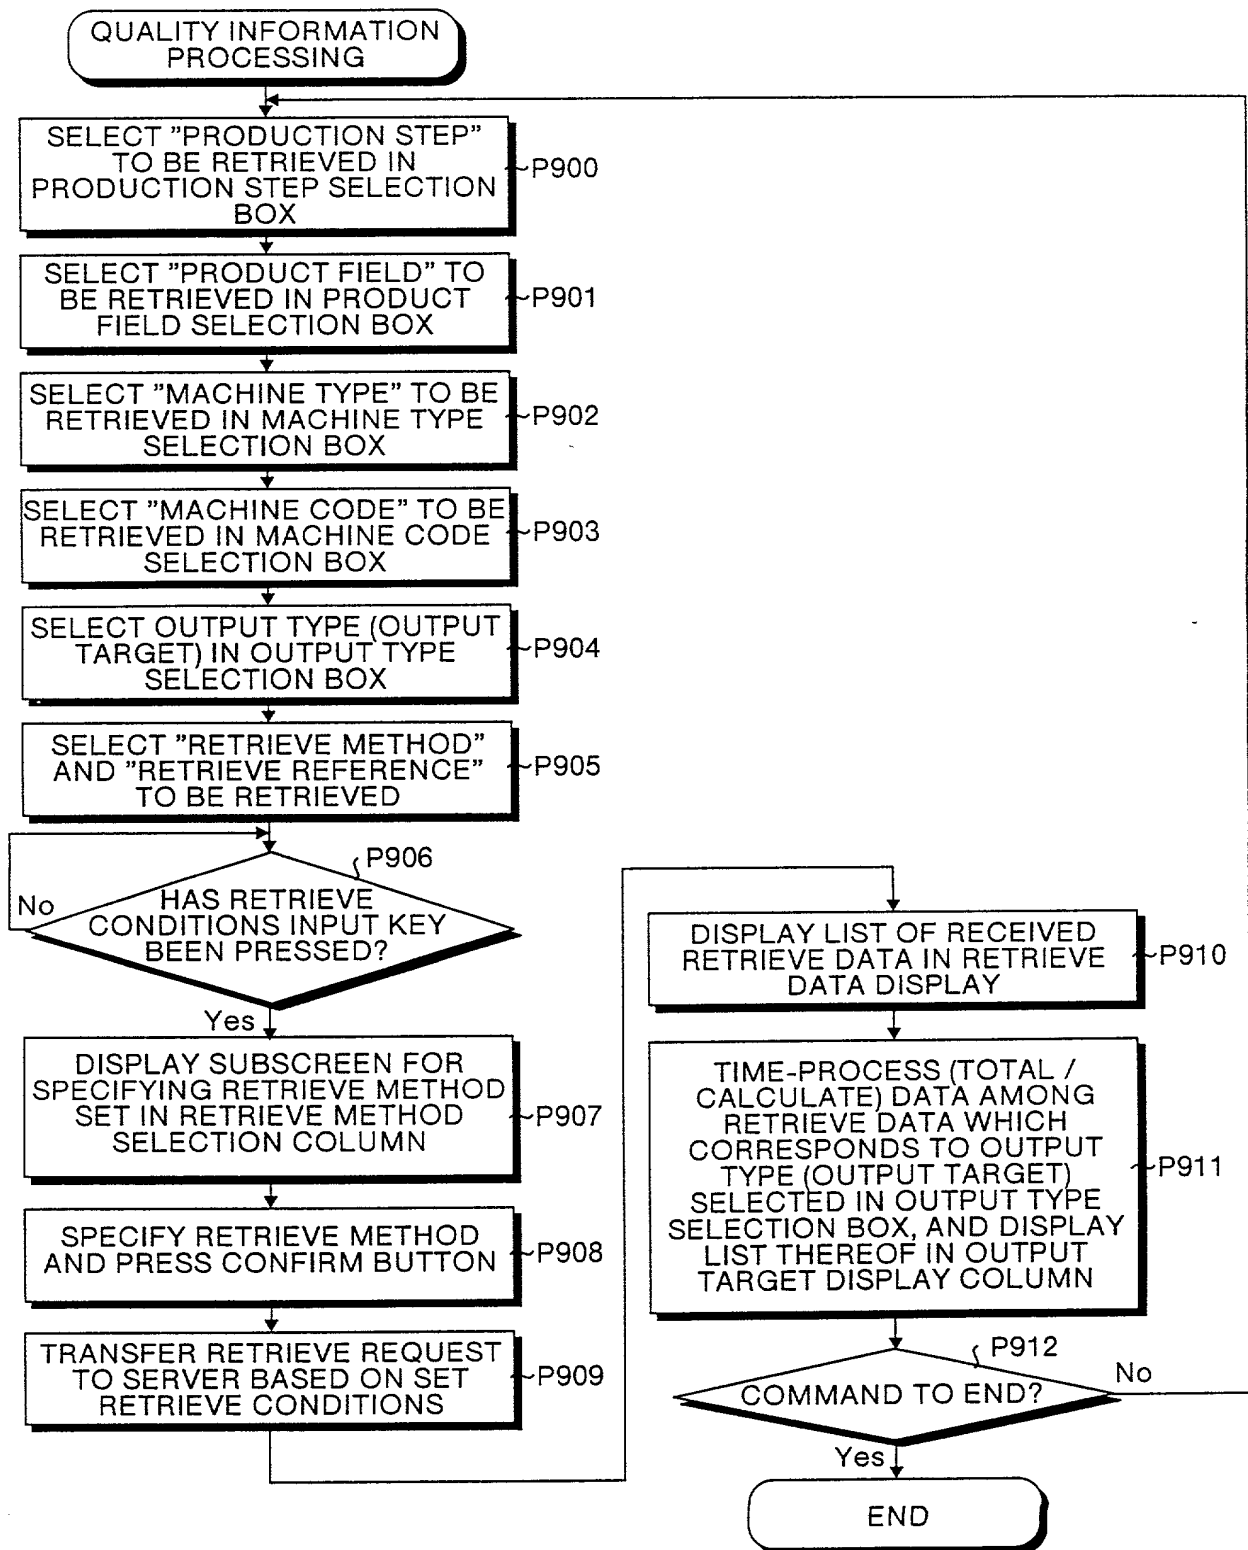 QUALITY INFORMATION
PROCESSING
SELECT "PRODUCTION STEP"
TO BE RETRIEVED IN
PRODUCTION STEP SELECTION
BOX
P900
SELECT "PRODUCT FIELD" TO
BE RETRIEVED IN PRODUCT
FIELD SELECTION BOX
P901
SELECT "MACHINE TYPE" TO BE
RETRIEVED IN MACHINE TYPE
SELECTION BOX
P902
SELECT "MACHINE CODE" TO BE
RETRIEVED IN MACHINE CODE
SELECTION BOX
P903
SELECT OUTPUT TYPE (OUTPUT
TARGET) IN OUTPUT TYPE
SELECTION BOX
P904
SELECT "RETRIEVE METHOD"
AND "RETRIEVE REFERENCE"
TO BE RETRIEVED
P905
P906
No
HAS RETRIEVE
CONDITIONS INPUT KEY
BEEN PRESSED?
Yes
DISPLAY SUBSCREEN FOR
SPECIFYING RETRIEVE METHOD
SET IN RETRIEVE METHOD
SELECTION COLUMN
P907
SPECIFY RETRIEVE METHOD
AND PRESS CONFIRM BUTTON
P908
TRANSFER RETRIEVE REQUEST
TO SERVER BASED ON SET
RETRIEVE CONDITIONS
P909
DISPLAY LIST OF RECEIVED
RETRIEVE DATA IN RETRIEVE
DATA DISPLAY
P910
TIME-PROCESS (TOTAL /
CALCULATE) DATA AMONG
RETRIEVE DATA WHICH
CORRESPONDS TO OUTPUT
TYPE (OUTPUT TARGET)
SELECTED IN OUTPUT TYPE
SELECTION BOX, AND DISPLAY
LIST THEREOF IN OUTPUT
TARGET DISPLAY COLUMN
P911
P912
COMMAND TO END?
No
Yes
END